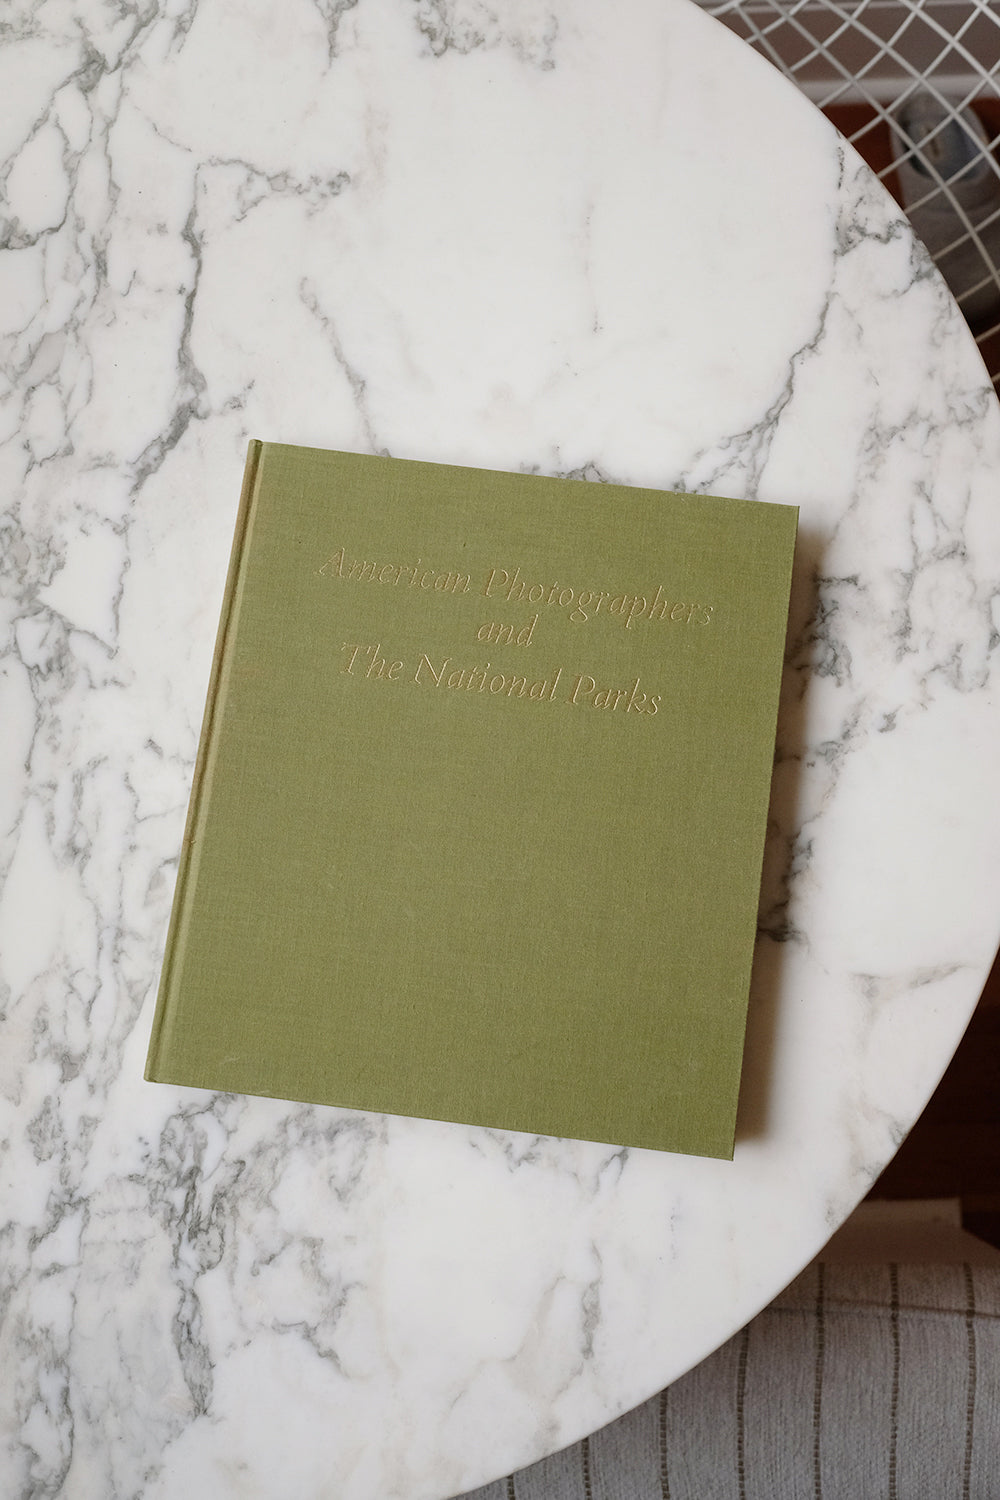 American Photographers
and
The National Parks